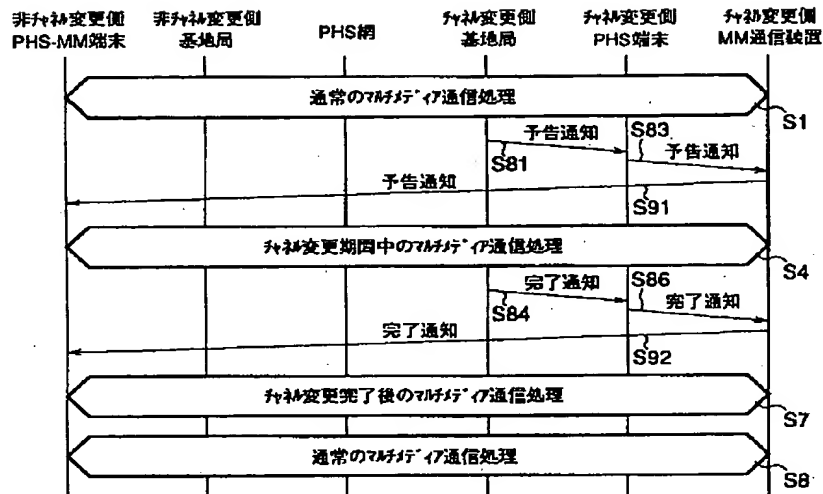 非ﾁｬﾈﾙ変更側
PHS-MM端末
非ﾁｬﾈﾙ変更側
基地局
PHS網
ﾁｬﾈﾙ変更側
基地局
ﾁｬﾈﾙ変更側
PHS端末
ﾁｬﾈﾙ変更側
MM通信装置
通常のﾏﾙﾁﾒﾃﾞｨｱ通信処理
S1
予告通知
S83
S81
予告通知
予告通知
S91
ﾁｬﾈﾙ変更期間中のﾏﾙﾁﾒﾃﾞｨｱ通信処理
S4
完了通知
S86
S84
完了通知
完了通知
S92
ﾁｬﾈﾙ変更完了後のﾏﾙﾁﾒﾃﾞｨｱ通信処理
S7
通常のﾏﾙﾁﾒﾃﾞｨｱ通信処理
S8